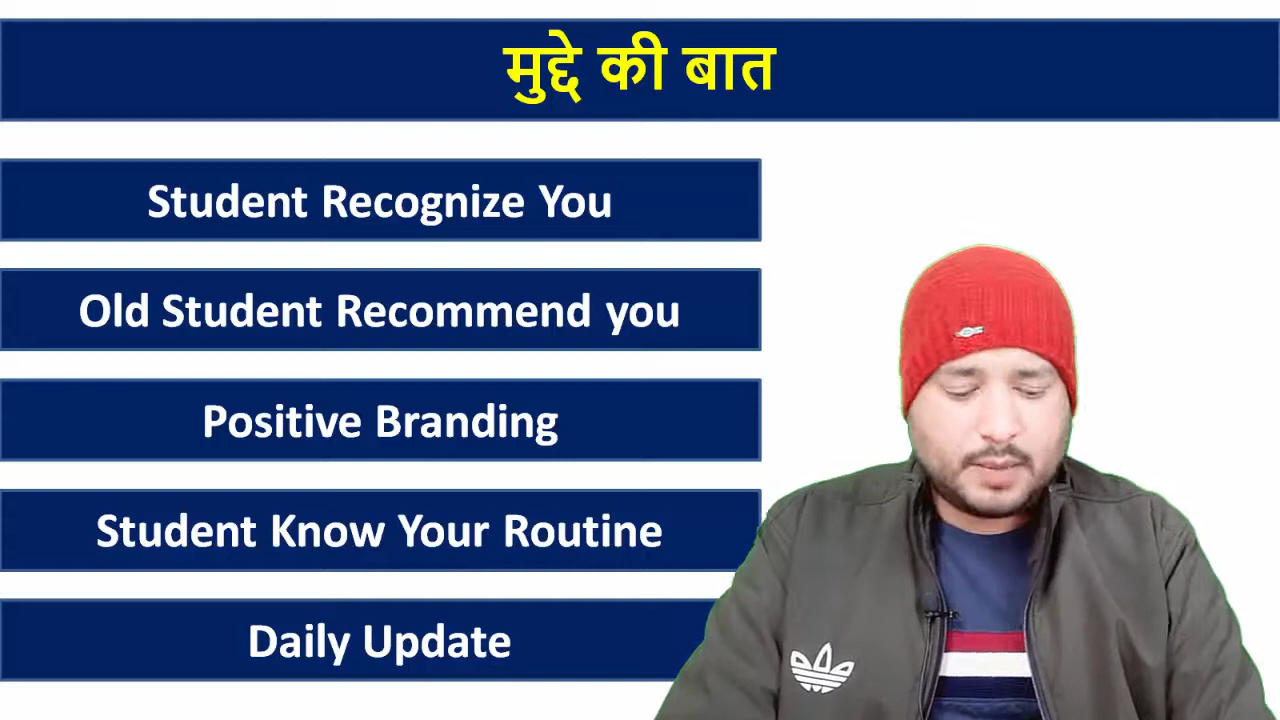 मुद्दे की बात
Student Recognize You
Old Student Recommend you
Positive Branding
Student Know Your Routine
Daily Update